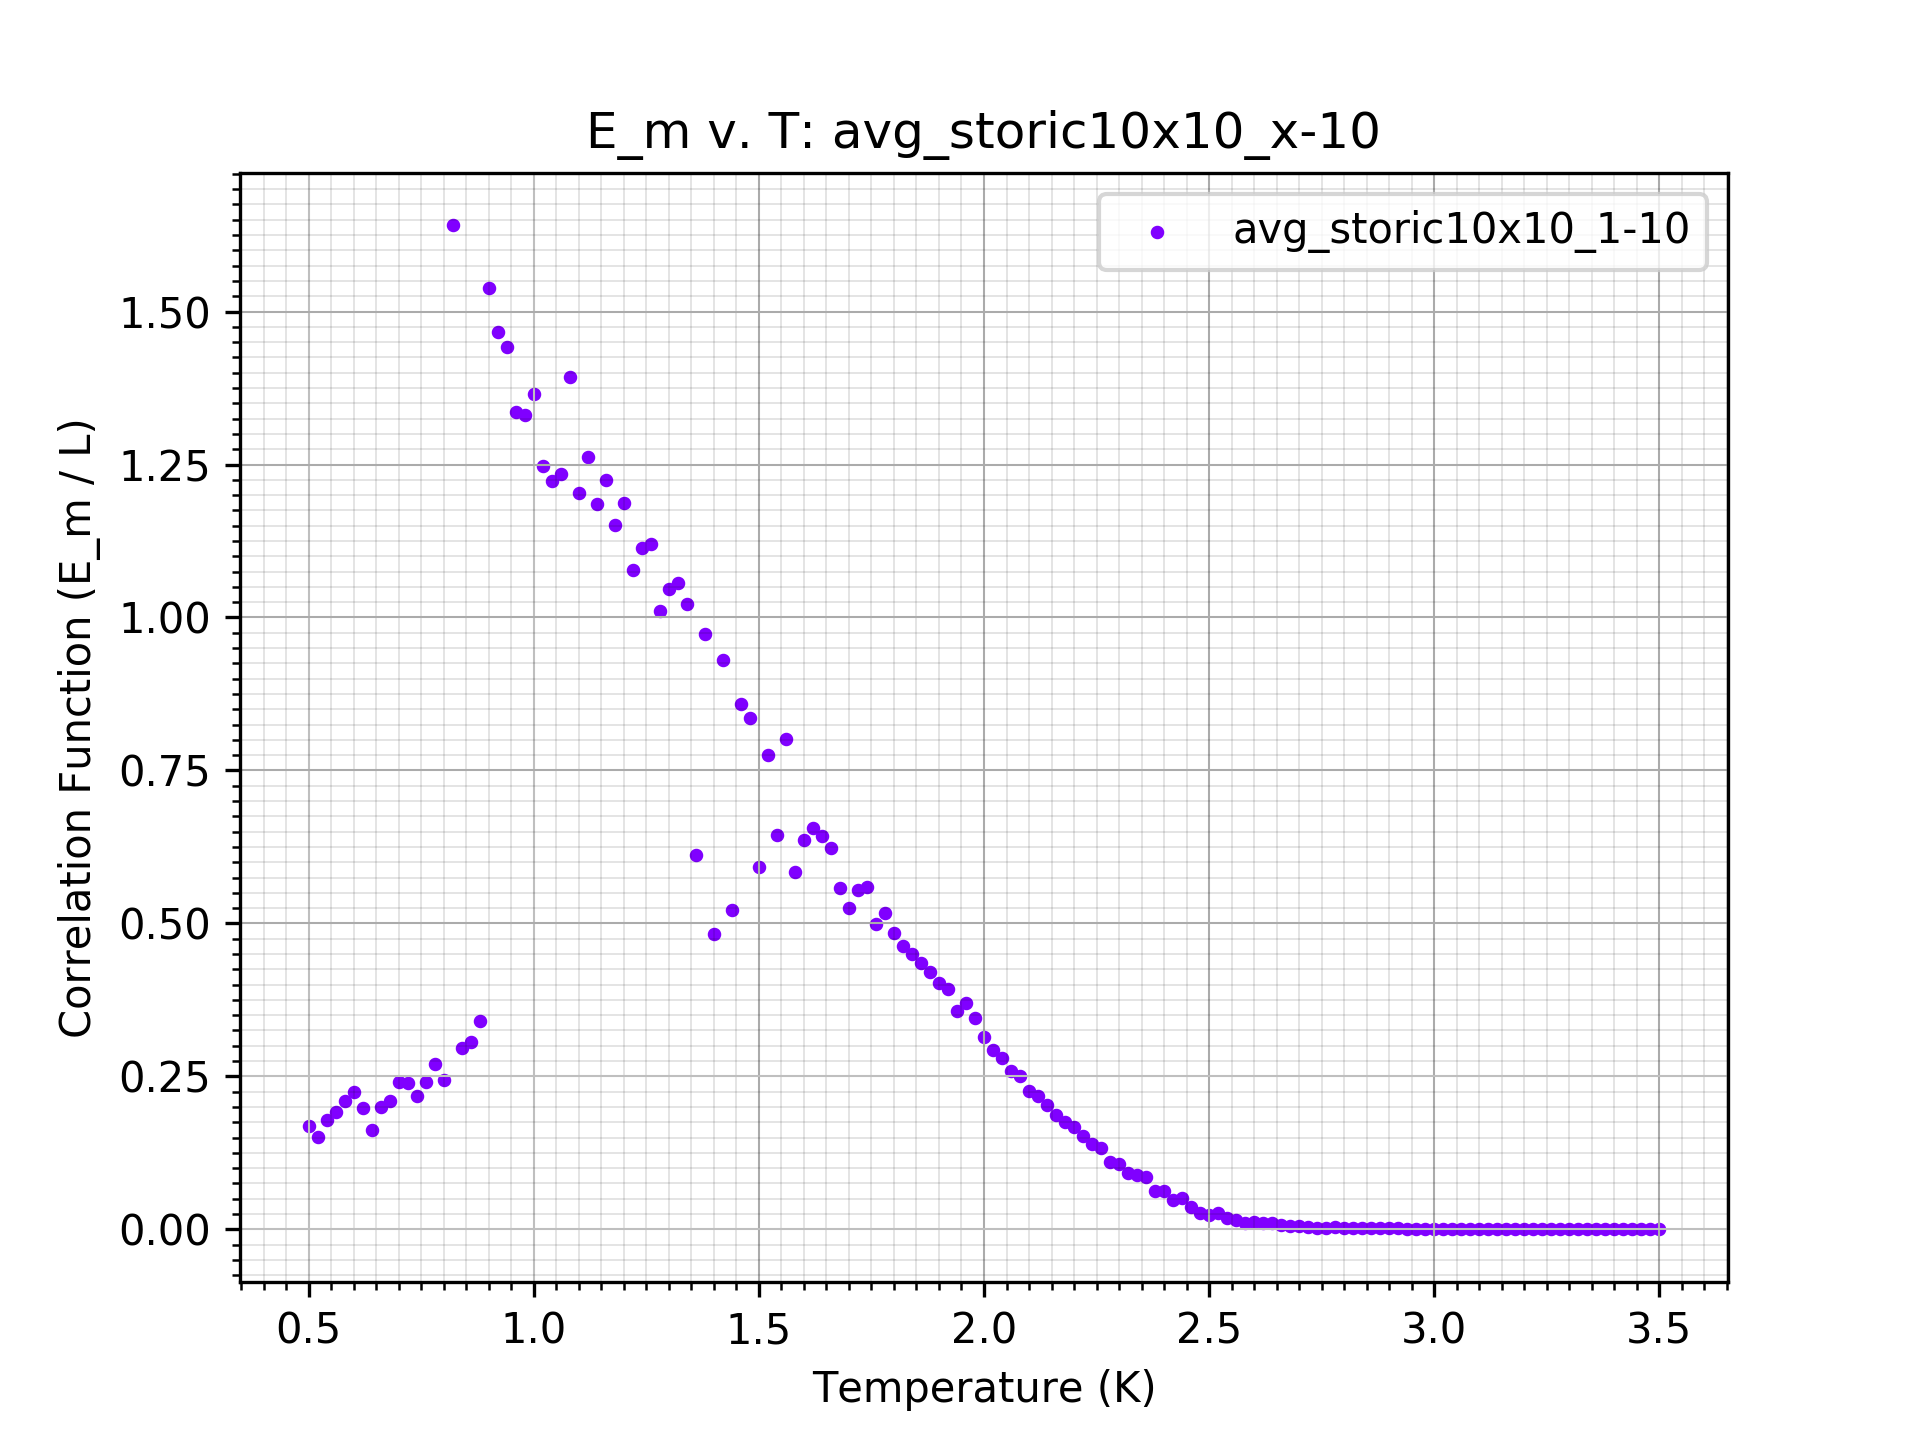 E_m v. T: avg_storic10x10_x-10
avg_storic10x10_1-10
Correlation Function (E_m / L)
1.50
1.25
1.00
0.75
0.50
0.25
0.00
0.5 1.0 1.5 2.0 2.5 3.0 3.5
Temperature (K)